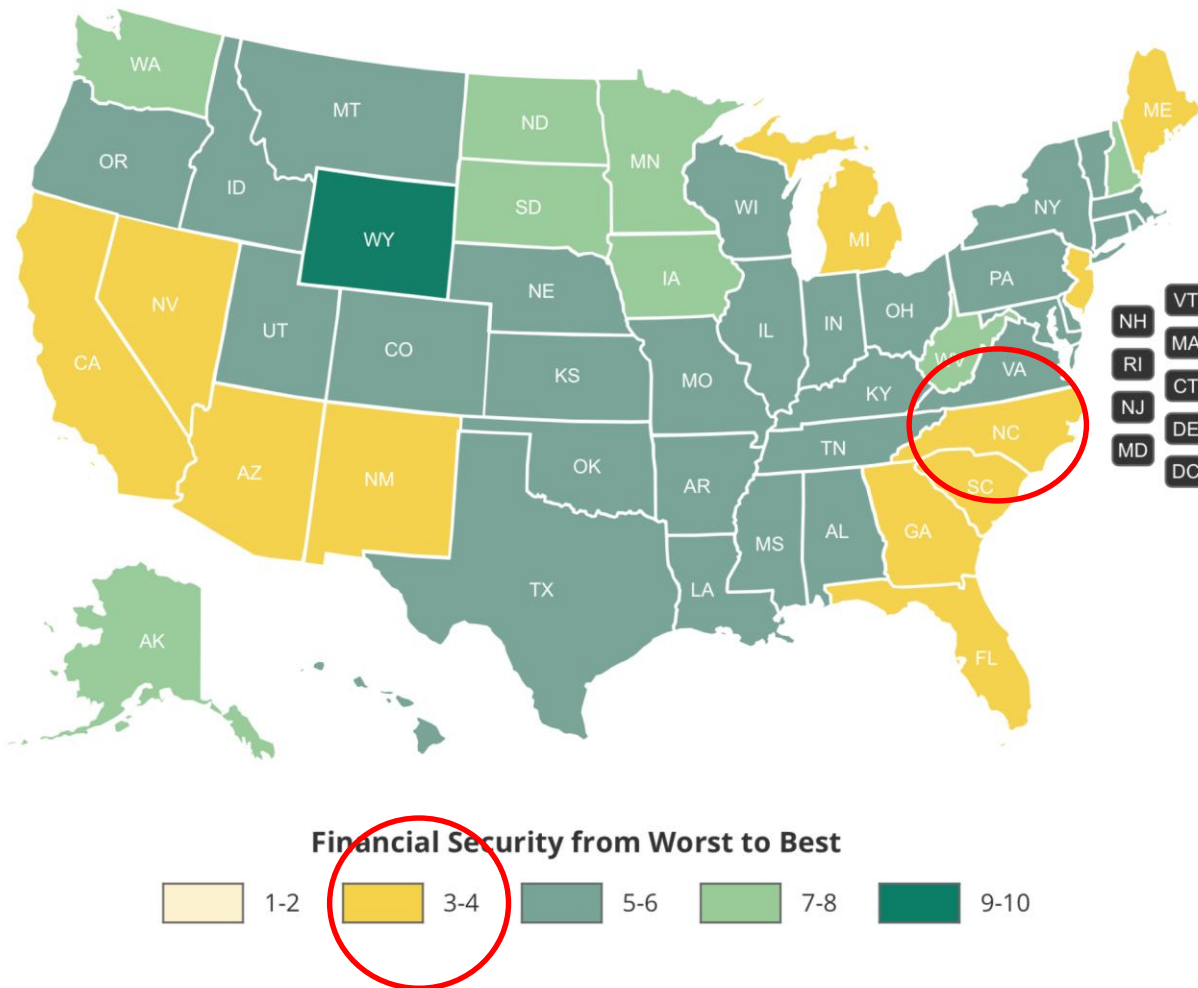 WA
MT
ND
MN
ME
OR
ID
SD
WI
NY
WY
MI
IA
PA
NE
NV
UT
CO
IL
IN
OH
CA
KS
MO
WV
VA
KY
NC
TN
AZ
NM
OK
AR
SC
MS
AL
GA
TX
LA
AK
FL
VT
NH
MA
RI
CT
NJ
DE
MD
DC
Financial Security from Worst to Best
1-2 3-4 5-6 7-8 9-10